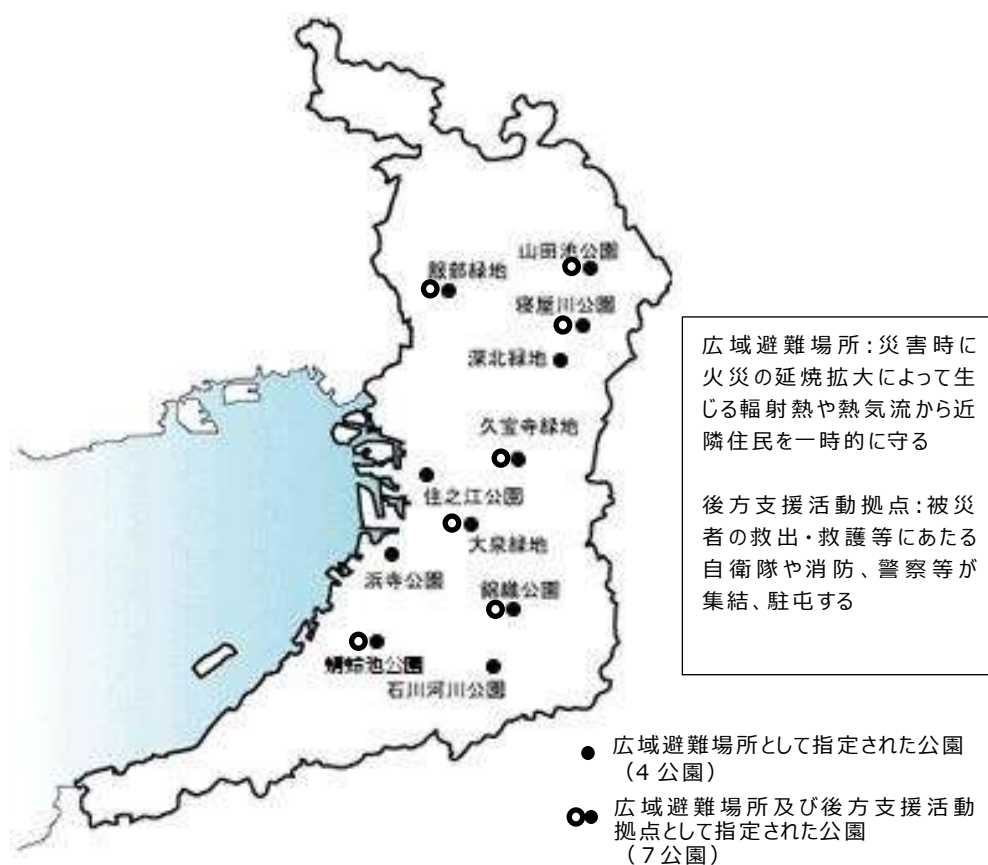 山田池公園
服部緑地
寝屋川公園
深北緑地
久宝寺緑地
住之江公園
大泉緑地
浜寺公園
錦織公園
蜻蛉池公園
石川河川公園
広域避難場所:災害時に
火災の延焼拡大によって生
じる輻射熱や熱気流から近
隣住民を一時的に守る
後方支援活動拠点:被災
者の救出・救護等にあたる
自衛隊や消防、警察等が
集結、駐屯する
広域避難場所として指定された公園
(4公園)
広域避難場所及び後方支援活動
拠点として指定された公園
(7公園)